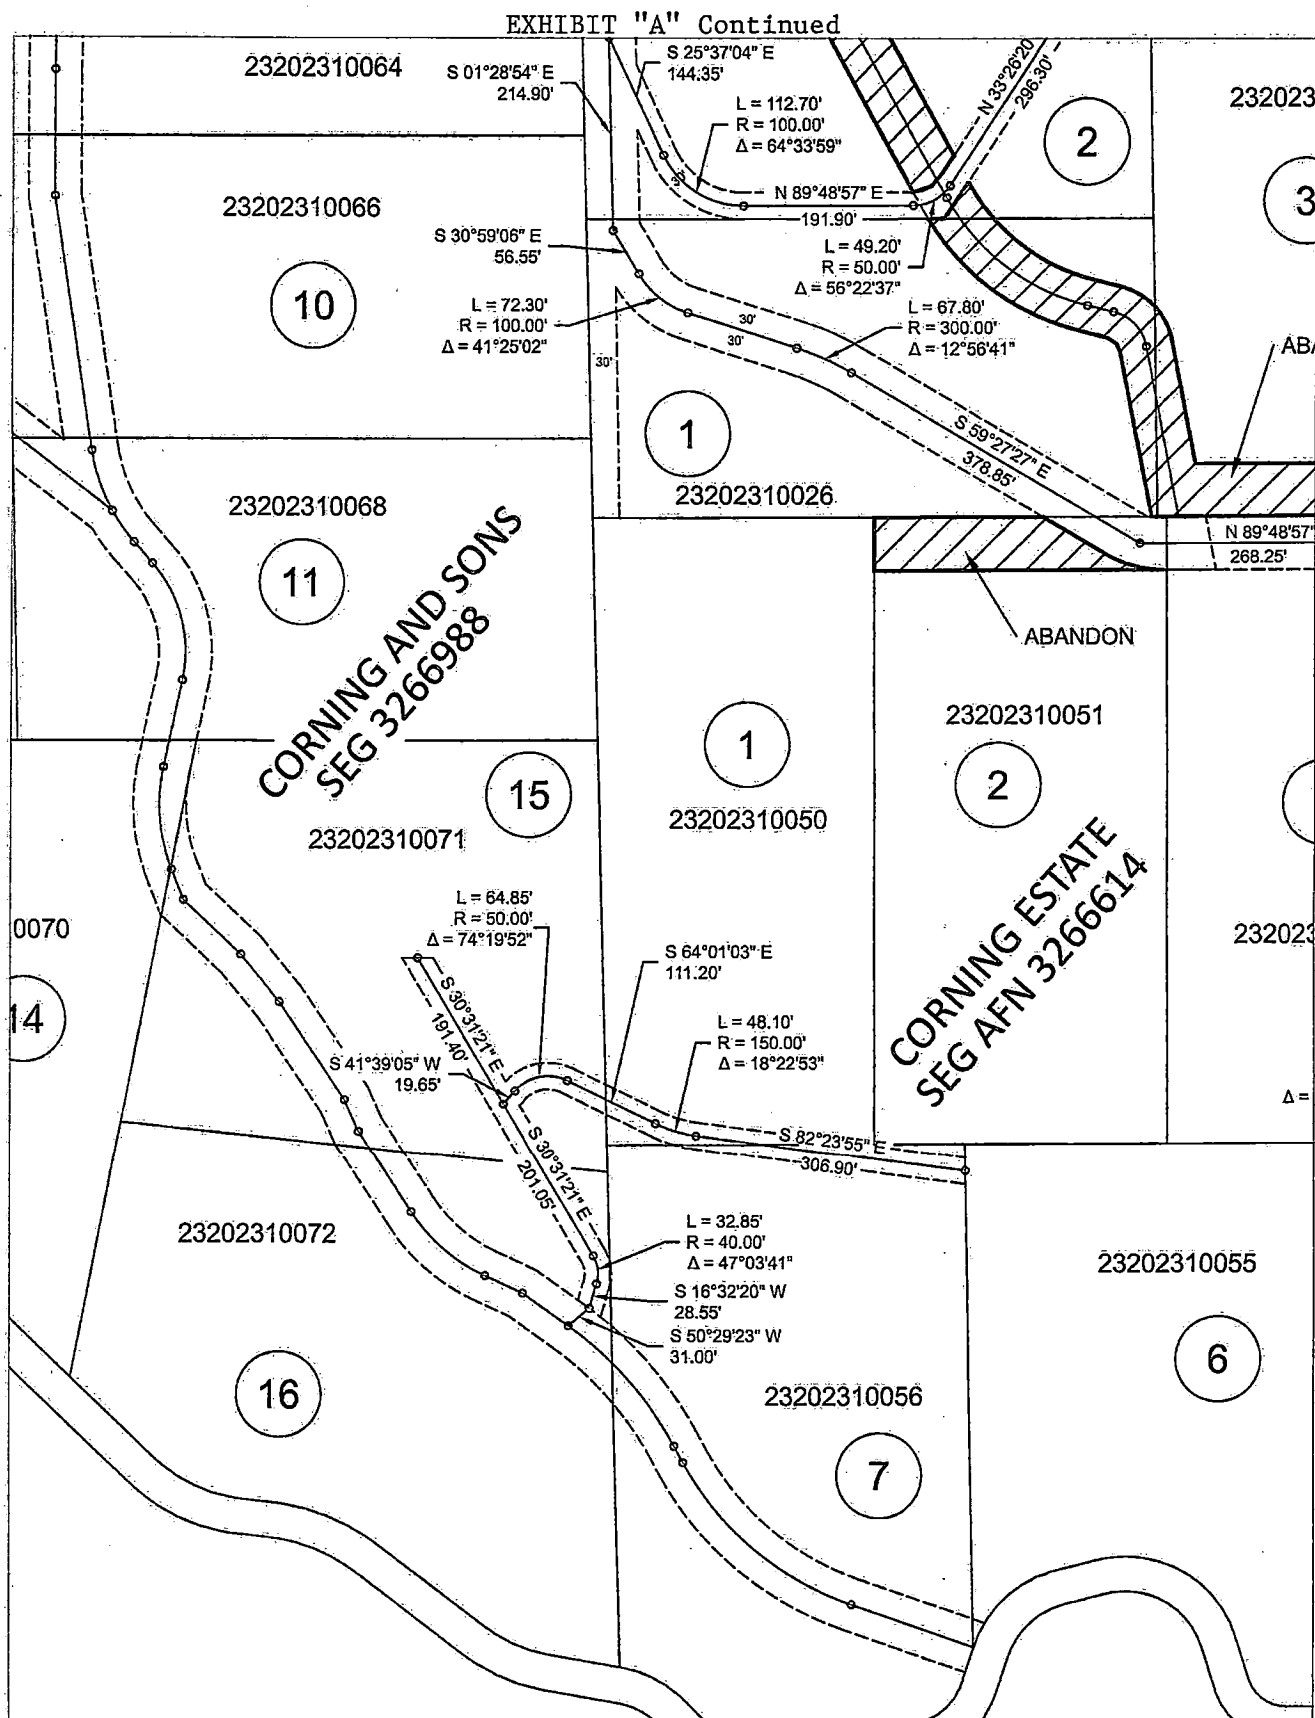 EXHIBIT "A" Continued
23202310064
S 01°28'54" E
214.90'
S 25°37'04" E
144.35'
L = 112.70'
R = 100.00'
Δ = 64°33'59"
30'
N 89°48'57" E
191.90'
N 33°26'20
296.30'
2
232023
3
23202310066
10
S 30°59'06" E
56.55'
L = 72.30'
R = 100.00'
Δ = 41°25'02"
L = 49.20'
R = 50.00'
Δ = 56°22'37"
L = 67.80'
R = 300.00'
Δ = 12°56'41"
30'
30'
30'
ABA
1
23202310026
S 59°27'27" E
378.85'
N 89°48'57"
268.25'
ABANDON
23202310068
11
CORNING AND SONS
SEG 3266988
15
23202310071
1
23202310050
23202310051
2
CORNING ESTATE
SEG AFN 3266614
232023
0070
14
L = 64.85'
R = 50.00'
Δ = 74°19'52"
S 64°01'03" E
111.20'
L = 48.10'
R = 150.00'
Δ = 18°22'53"
S 30°31'21" E
191.40'
S 41°39'05" W
19.65'
S 82°23'55" E
306.90'
Δ =
S 30°31'21" E
201.05'
L = 32.85'
R = 40.00'
Δ = 47°03'41"
S 16°32'20" W
28.55'
S 50°29'23" W
31.00'
23202310072
16
23202310055
6
23202310056
7